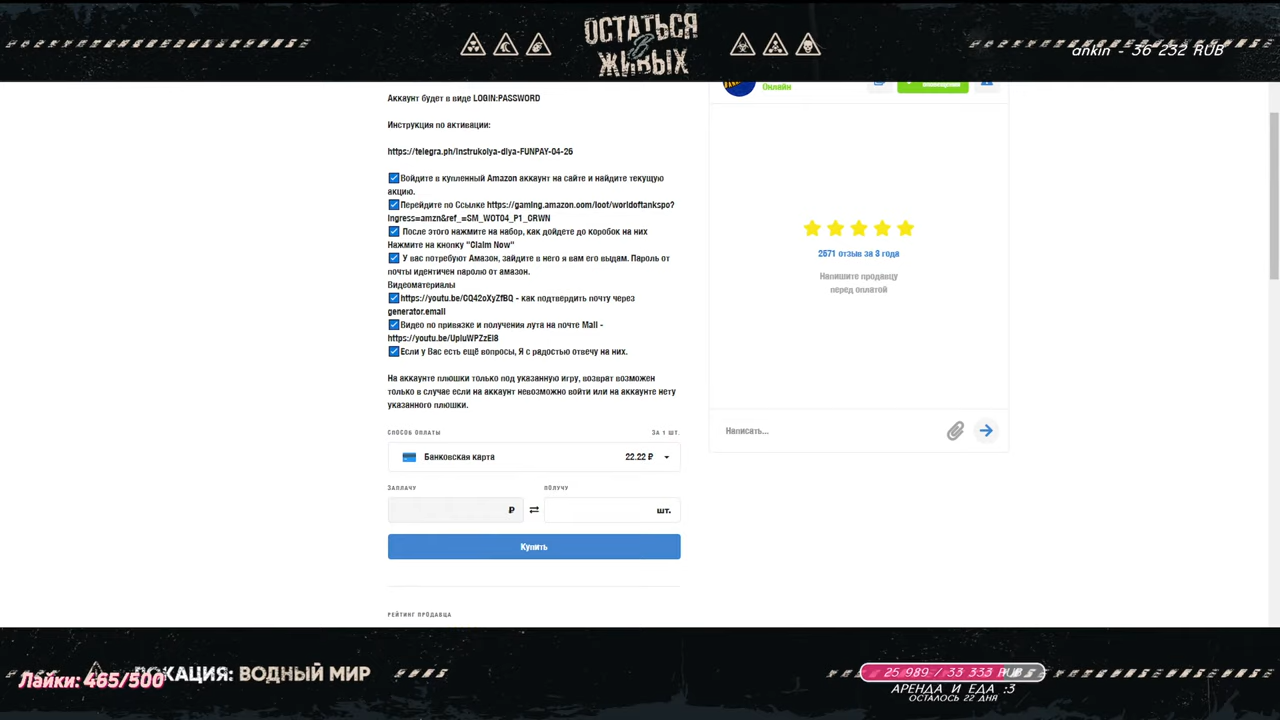 ОСТАТЬСЯ
В
ЖИВЫХ
ankin - 36 232 RUB
Онлайн
Аккаунт будет в виде LOGIN:PASSWORD
Инструкция по активации:
https://telegra.ph/Instrukciya-dlya-FUNPAY-04-26
Войдите в купленный Amazon аккаунт на сайте и найдите текущую
акцию.
Перейдите по Ссылке https://gaming.amazon.com/loot/worldoftankspc?
ingress=amzn&ref_=SM_WOT04_P1_CRWN
После этого нажмите на набор, как дойдете до коробок на них
Нажмите на кнопку "Claim Now"
У вас потребуют Амазон, зайдите в него я вам его выдам. Пароль от
почты идентичен паролю от амазон.
Видеоматериалы
https://youtu.be/CQ42oXyZfBQ - как подтвердить почту через
generator.email
Видео по привязке и получения лута на почте Mail -
https://youtu.be/UpluWPZzEI8
Если у Вас есть ещё вопросы, Я с радостью отвечу на них.
На аккаунте плюшки только под указанную игру, возврат возможен
только в случае если на аккаунт невозможно войти или на аккаунте нету
указанного плюшки.
СПОСОБ ОПЛАТЫ
ЗА 1 ШТ.
Банковская карта
22.22 ₽
ЗАПЛАЧУ
ПОЛУЧУ
₽
шт.
Купить
РЕЙТИНГ ПРОДАВЦА
2571 отзыв за 3 года
Напишите продавцу
перед оплатой
Написать...
ЛОКАЦИЯ: ВОДНЫЙ МИР
Лайки: 465/500
25 989 / 33 333 RUB
АРЕНДА И ЕДА :3
ОСТАЛОСЬ 22 ДНЯ